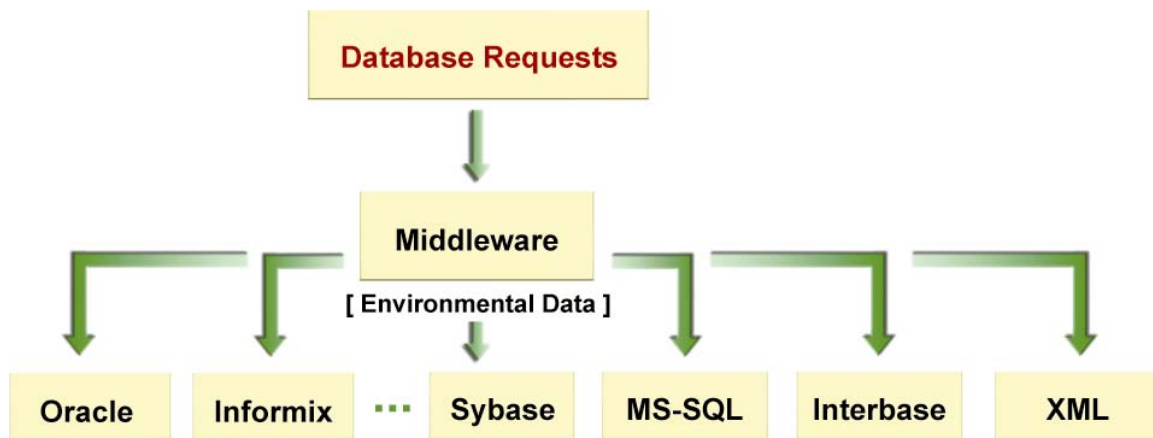 Database Requests
Middleware
[ Environmental Data ]
Oracle
Informix
...
Sybase
MS-SQL
Interbase
XML